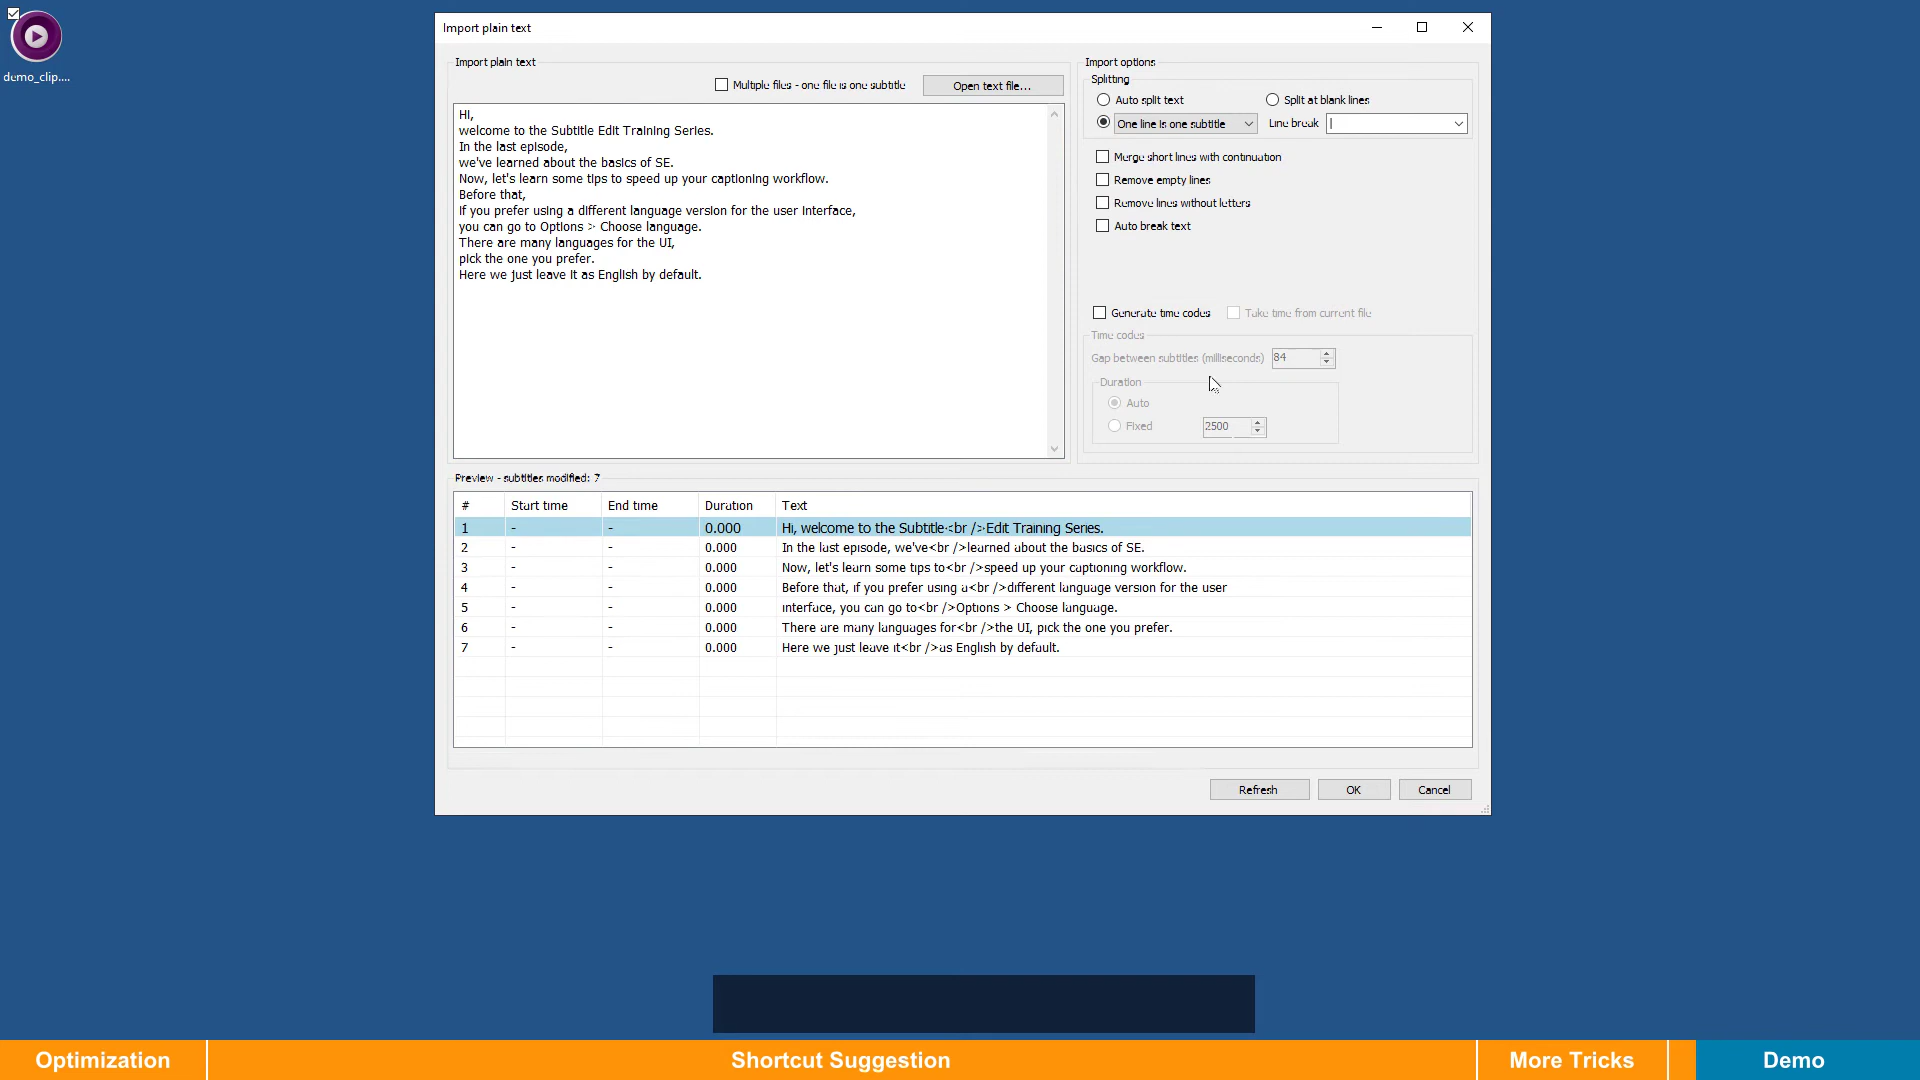 demo_clip....
Import plain text
Import plain text
Multiple files - one file is one subtitle
Open text file...
Hi,
welcome to the Subtitle Edit Training Series.
In the last episode,
we've learned about the basics of SE.
Now, let's learn some tips to speed up your captioning workflow.
Before that,
if you prefer using a different language version for the user interface,
you can go to Options > Choose language.
There are many languages for the UI,
pick the one you prefer.
Here we just leave it as English by default.
Import options
Splitting
Auto split text
Split at blank lines
One line is one subtitle
Line break
Merge short lines with continuation
Remove empty lines
Remove lines without letters
Auto break text
Generate time codes
Take time from current file
Time codes
Gap between subtitles (milliseconds) 84
Duration
Auto
Fixed 2500
Preview - subtitles modified: 7
# Start time End time Duration Text
1 - - 0.000 Hi, welcome to the Subtitle<br />Edit Training Series.
2 - - 0.000 In the last episode, we've<br />learned about the basics of SE.
3 - - 0.000 Now, let's learn some tips to<br />speed up your captioning workflow.
4 - - 0.000 Before that, if you prefer using a<br />different language version for the user
5 - - 0.000 interface, you can go to<br />Options > Choose language.
6 - - 0.000 There are many languages for<br />the UI, pick the one you prefer.
7 - - 0.000 Here we just leave it<br />as English by default.
Refresh
OK
Cancel
Optimization
Shortcut Suggestion
More Tricks
Demo